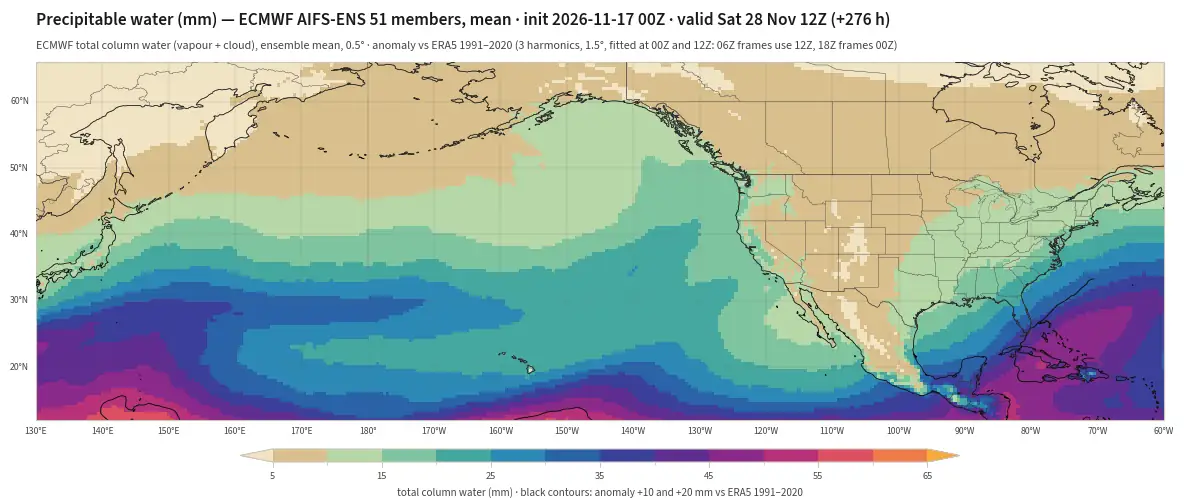 Precipitable water (mm) — ECMWF AIFS-ENS 51 members, mean · init 2026-11-17 00Z · valid Sat 28 Nov 12Z (+276 h)
ECMWF total column water (vapour + cloud), ensemble mean, 0.5° · anomaly vs ERA5 1991–2020 (3 harmonics, 1.5°, fitted at 00Z and 12Z: 06Z frames use 12Z, 18Z frames 00Z)
60°N
50°N
40°N
30°N
20°N
130°E 140°E 150°E 160°E 170°E 180° 170°W 160°W 150°W 140°W 130°W 120°W 110°W 100°W 90°W 80°W 70°W 60°W
5 15 25 35 45 55 65
total column water (mm) · black contours: anomaly +10 and +20 mm vs ERA5 1991–2020